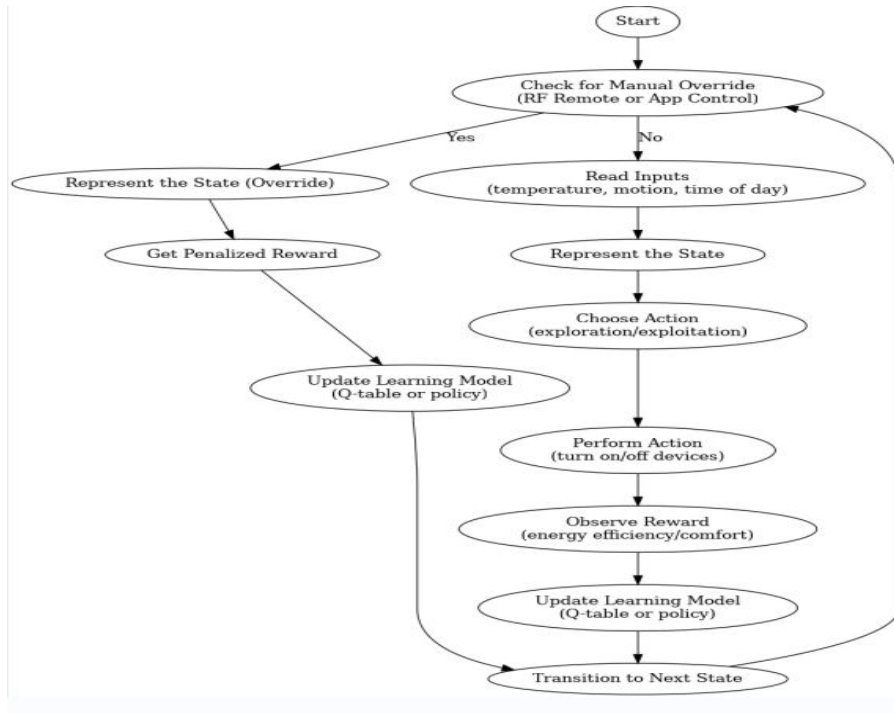 Start
Check for Manual Override
(RF Remote or App Control)
Yes
No
Represent the State (Override)
Read Inputs
(temperature, motion, time of day)
Get Penalized Reward
Represent the State
Choose Action
(exploration/exploitation)
Update Learning Model
(Q-table or policy)
Perform Action
(turn on/off devices)
Observe Reward
(energy efficiency/comfort)
Update Learning Model
(Q-table or policy)
Transition to Next State